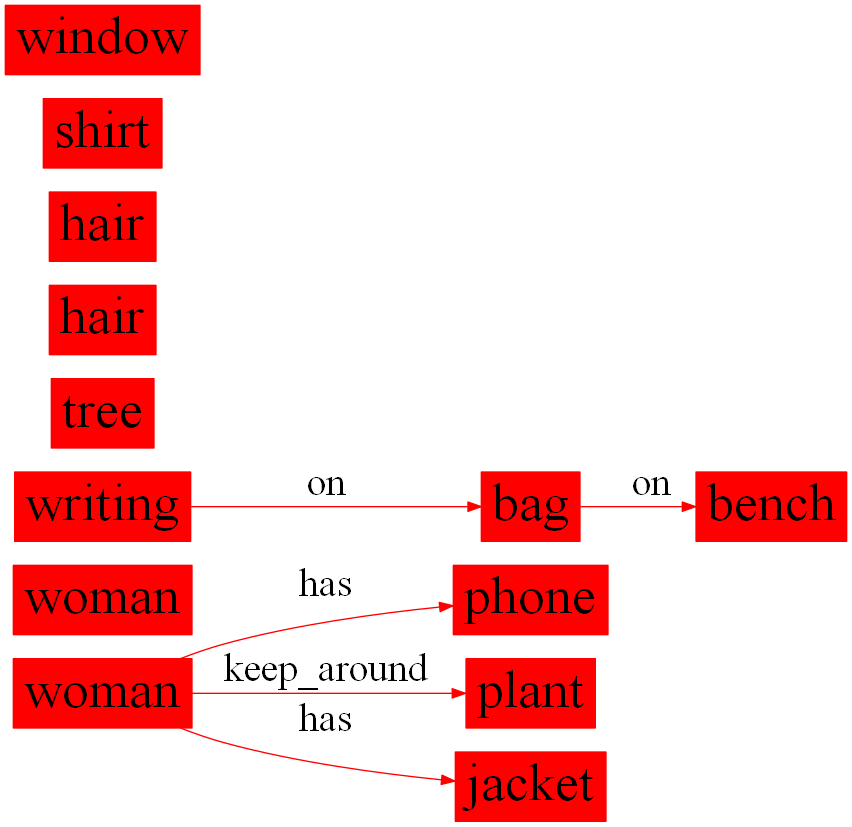 window
shirt
hair
hair
tree
writing on bag on bench
woman
has
phone
woman
keep_around
plant
has
jacket